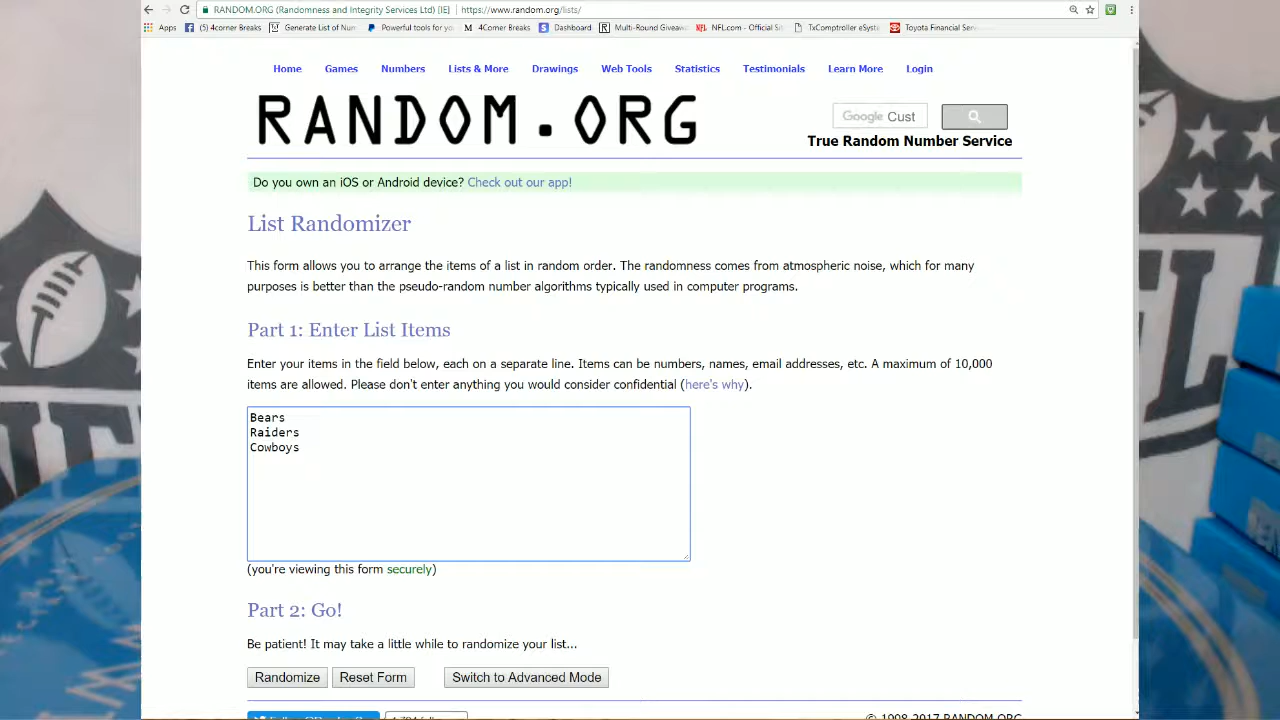 RANDOM.ORG (Randomness and Integrity Services Ltd) [IE] https://www.random.org/lists/
Apps (5) 4corner Breaks Generate List of Num Powerful tools for yo 4Corner Breaks Dashboard Multi-Round Giveaw NFL.com - Official Sit TxComptroller eSyste Toyota Financial Serv
Home Games Numbers Lists & More Drawings Web Tools Statistics Testimonials Learn More Login
RANDOM.ORG
Google Cust
True Random Number Service
Do you own an iOS or Android device? Check out our app!
List Randomizer
This form allows you to arrange the items of a list in random order. The randomness comes from atmospheric noise, which for many
purposes is better than the pseudo-random number algorithms typically used in computer programs.
Part 1: Enter List Items
Enter your items in the field below, each on a separate line. Items can be numbers, names, email addresses, etc. A maximum of 10,000
items are allowed. Please don't enter anything you would consider confidential (here's why).
Bears
Raiders
Cowboys
(you're viewing this form securely)
Part 2: Go!
Be patient! It may take a little while to randomize your list...
Randomize Reset Form Switch to Advanced Mode
© 1998-2017 RANDOM.ORG